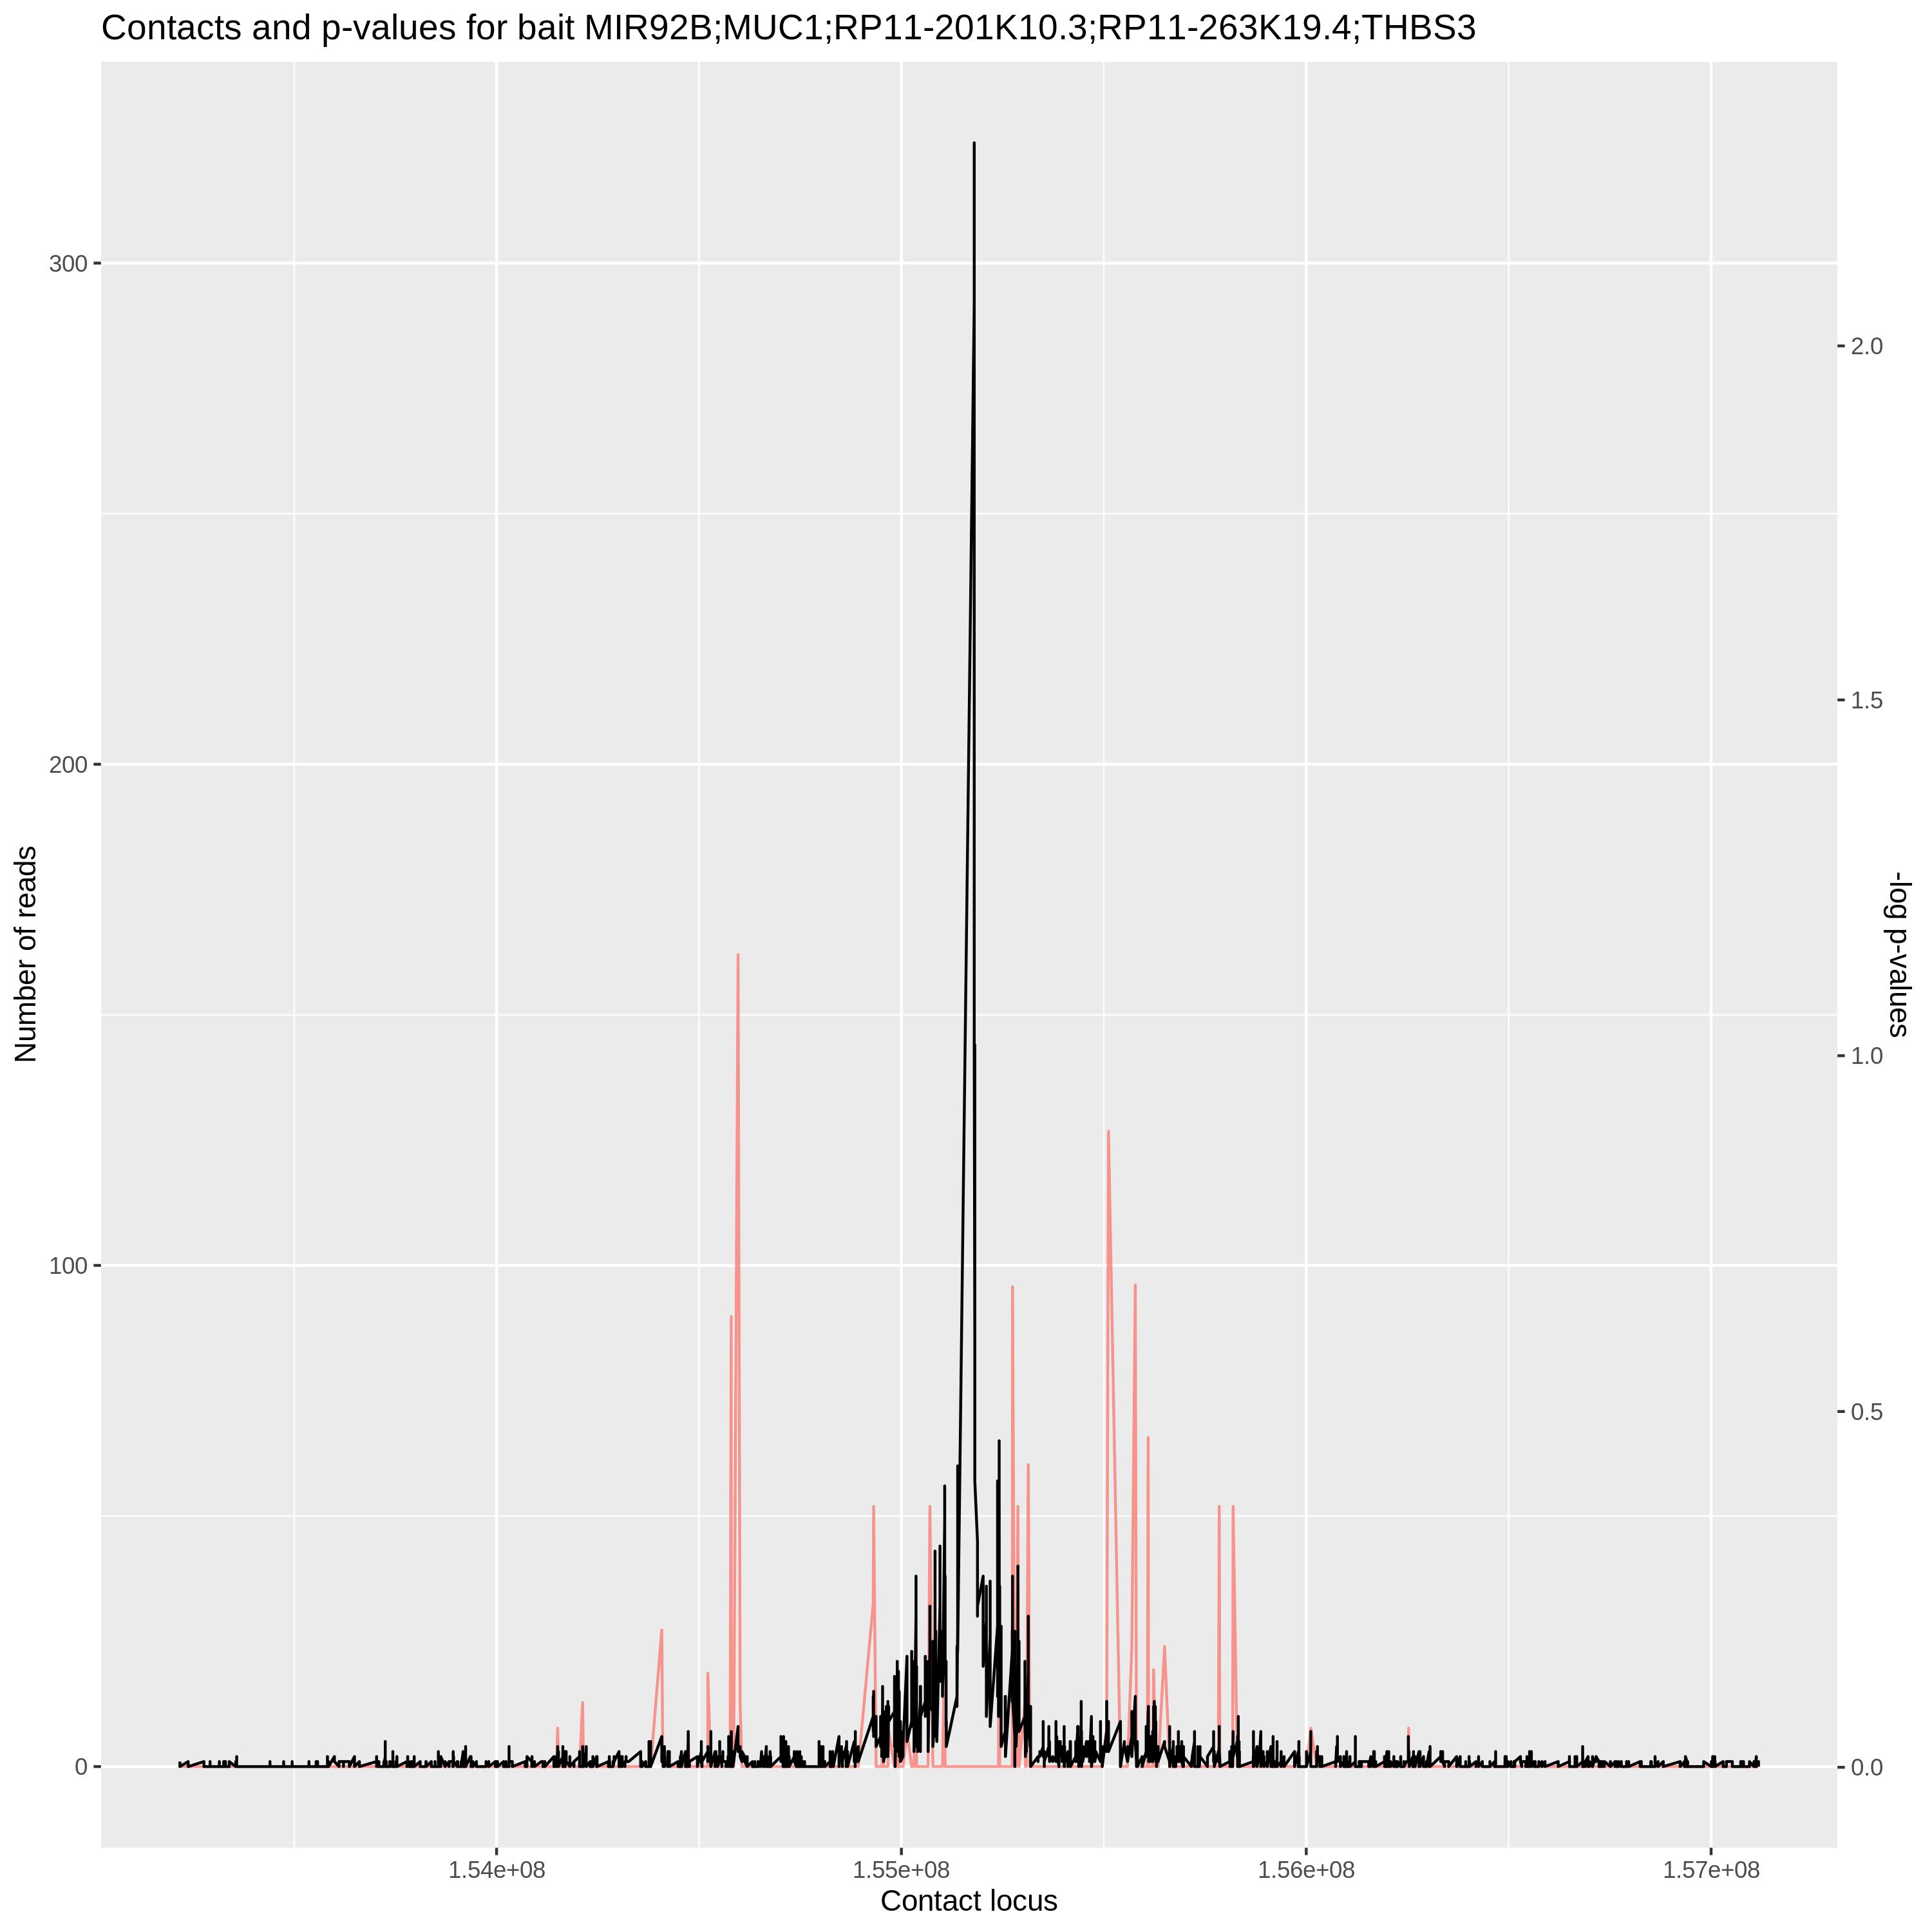 Contacts and p-values for bait MIR92B;MUC1;RP11-201K10.3;RP11-263K19.4;THBS3
300
200
100
0
Number of reads
2.0
1.5
1.0
0.5
0.0
-log p-values
1.54e+08
1.55e+08
1.56e+08
1.57e+08
Contact locus